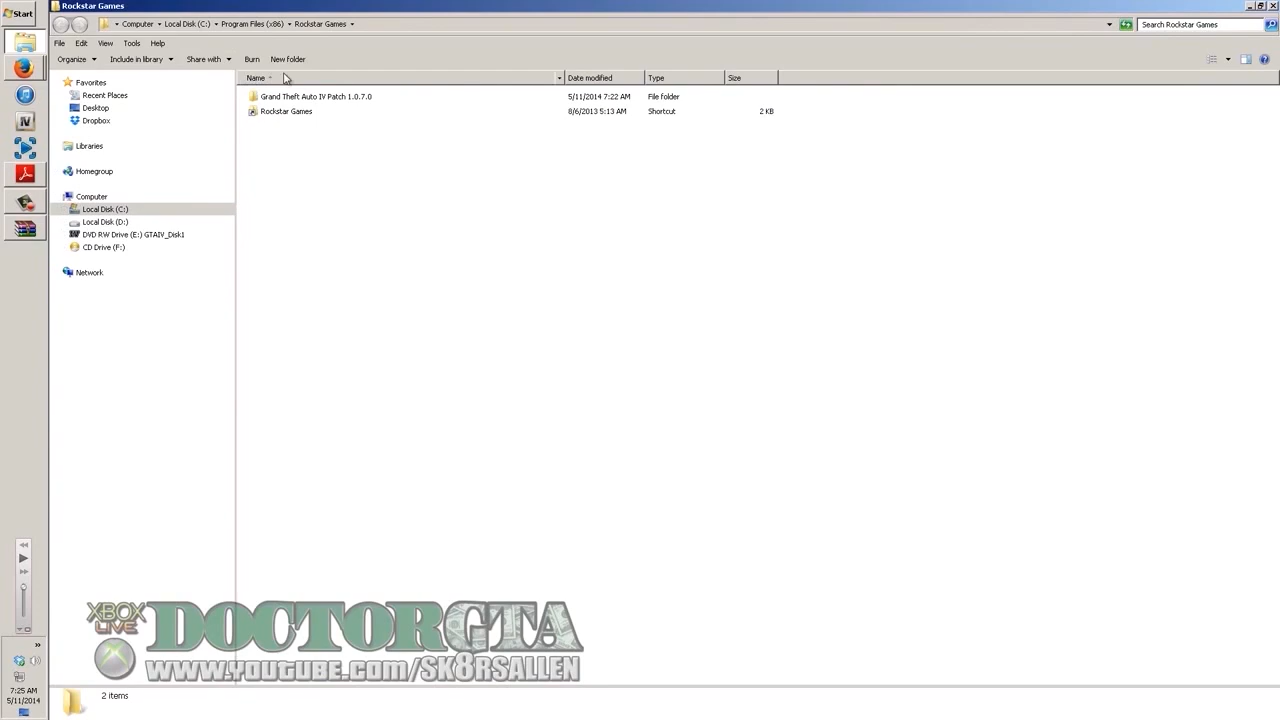 Rockstar Games
Start
Computer
Local Disk (C:)
Program Files (x86)
Rockstar Games
Search Rockstar Games
File
Edit
View
Tools
Help
Organize
Include in library
Share with
Burn
New folder
Name
Date modified
Type
Size
Grand Theft Auto IV Patch 1.0.7.0
5/11/2014 7:22 AM
File folder
Rockstar Games
8/6/2013 5:13 AM
Shortcut
2 KB
Favorites
Recent Places
Desktop
Dropbox
Libraries
Homegroup
Computer
Local Disk (C:)
Local Disk (D:)
DVD RW Drive (E:) GTAIV_Disk1
CD Drive (F:)
Network
IV
XBOX
LIVE
DOCTORGTA
WWW.YOUTUBE.COM/SK8RSALLEN
7:25 AM
5/11/2014
2 items